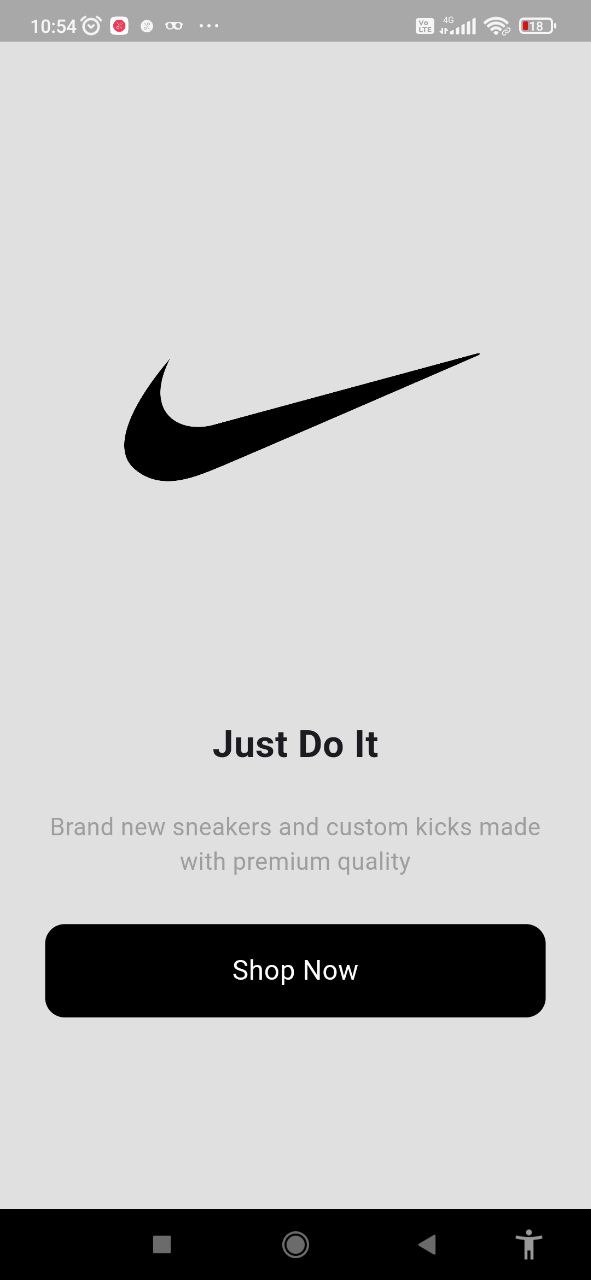 10:54
Vo LTE 4G 18
Just Do It
Brand new sneakers and custom kicks made
with premium quality
Shop Now